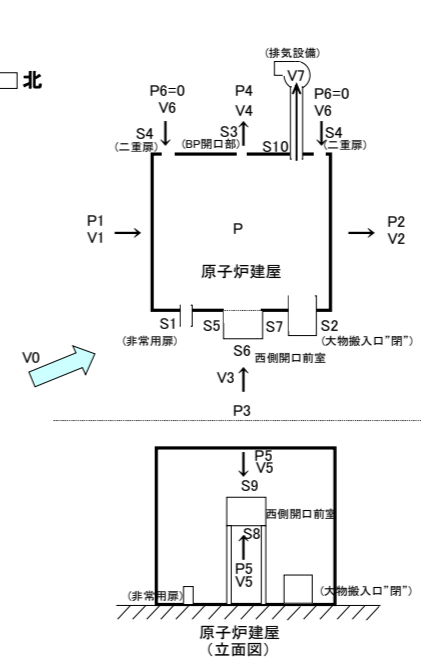 北
(排気設備)
V7
P6=0
V6
P4
V4
P6=0
V6
S4
(二重扉)
S3
(BP開口部)
S10
S4
(二重扉)
P1
V1
P
P2
V2
原子炉建屋
S1
(非常用扉)
S5
S7
S2
(大物搬入口”閉”)
S6
西側開口前室
V0
V3
P3
P5
V5
S9
西側開口前室
S8
P5
V5
(非常用扉)
(大物搬入口”閉”)
原子炉建屋
(立面図)